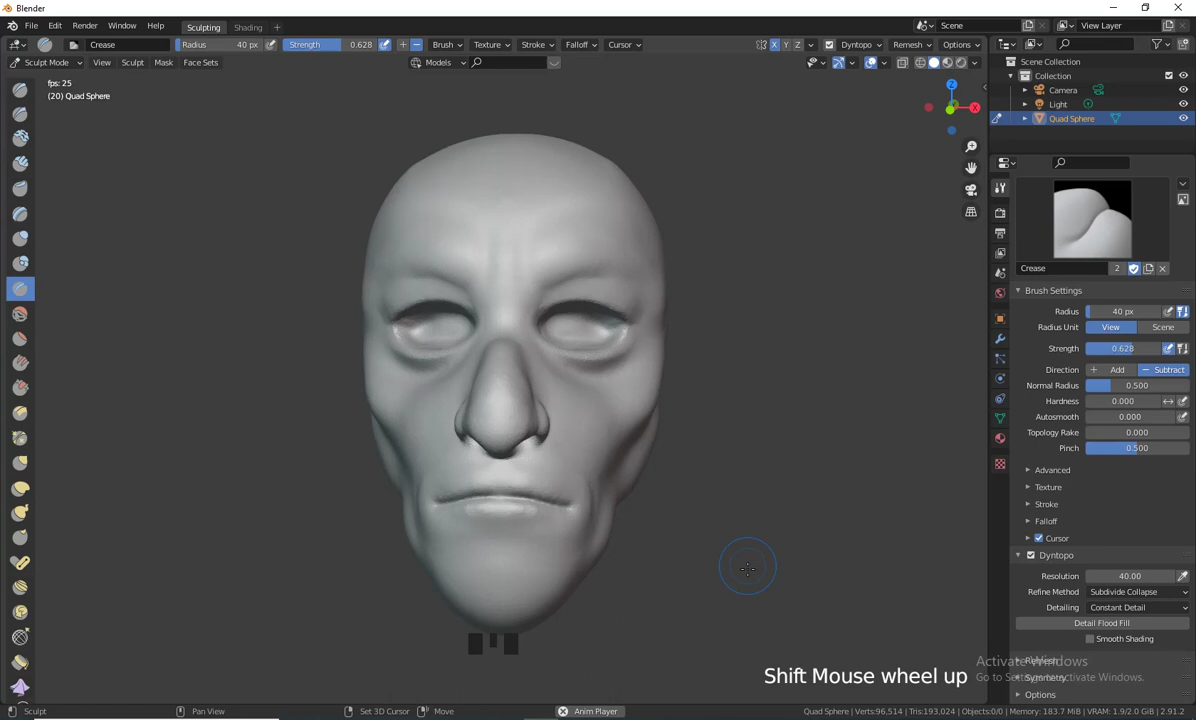 Blender
File Edit Render Window Help Sculpting Shading + Scene View Layer
Crease Radius 40 px Strength 0.628 + − Brush Texture Stroke Falloff Cursor X Y Z Dyntopo Remesh Options
Sculpt Mode View Sculpt Mask Face Sets Models
fps: 25
(20) Quad Sphere
Z
X
Scene Collection
Collection
Camera
Light
Quad Sphere
Crease 2
Brush Settings
Radius 40 px
Radius Unit View Scene
Strength 0.628
Direction + Add − Subtract
Normal Radius 0.500
Hardness 0.000
Autosmooth 0.000
Topology Rake 0.000
Pinch 0.500
Advanced
Texture
Stroke
Falloff
Cursor
Dyntopo
Resolution 40.00
Refine Method Subdivide Collapse
Detailing Constant Detail
Detail Flood Fill
Smooth Shading
Remesh
Symmetry
Options
Shift Mouse wheel up
Activate Windows
Go to Settings to activate Windows.
Sculpt Pan View Set 3D Cursor Move Anim Player Quad Sphere | Verts:96,514 | Tris:193,024 | Objects:0/0 | Memory: 183.7 MiB | VRAM: 1.9/2.0 GiB | 2.91.2